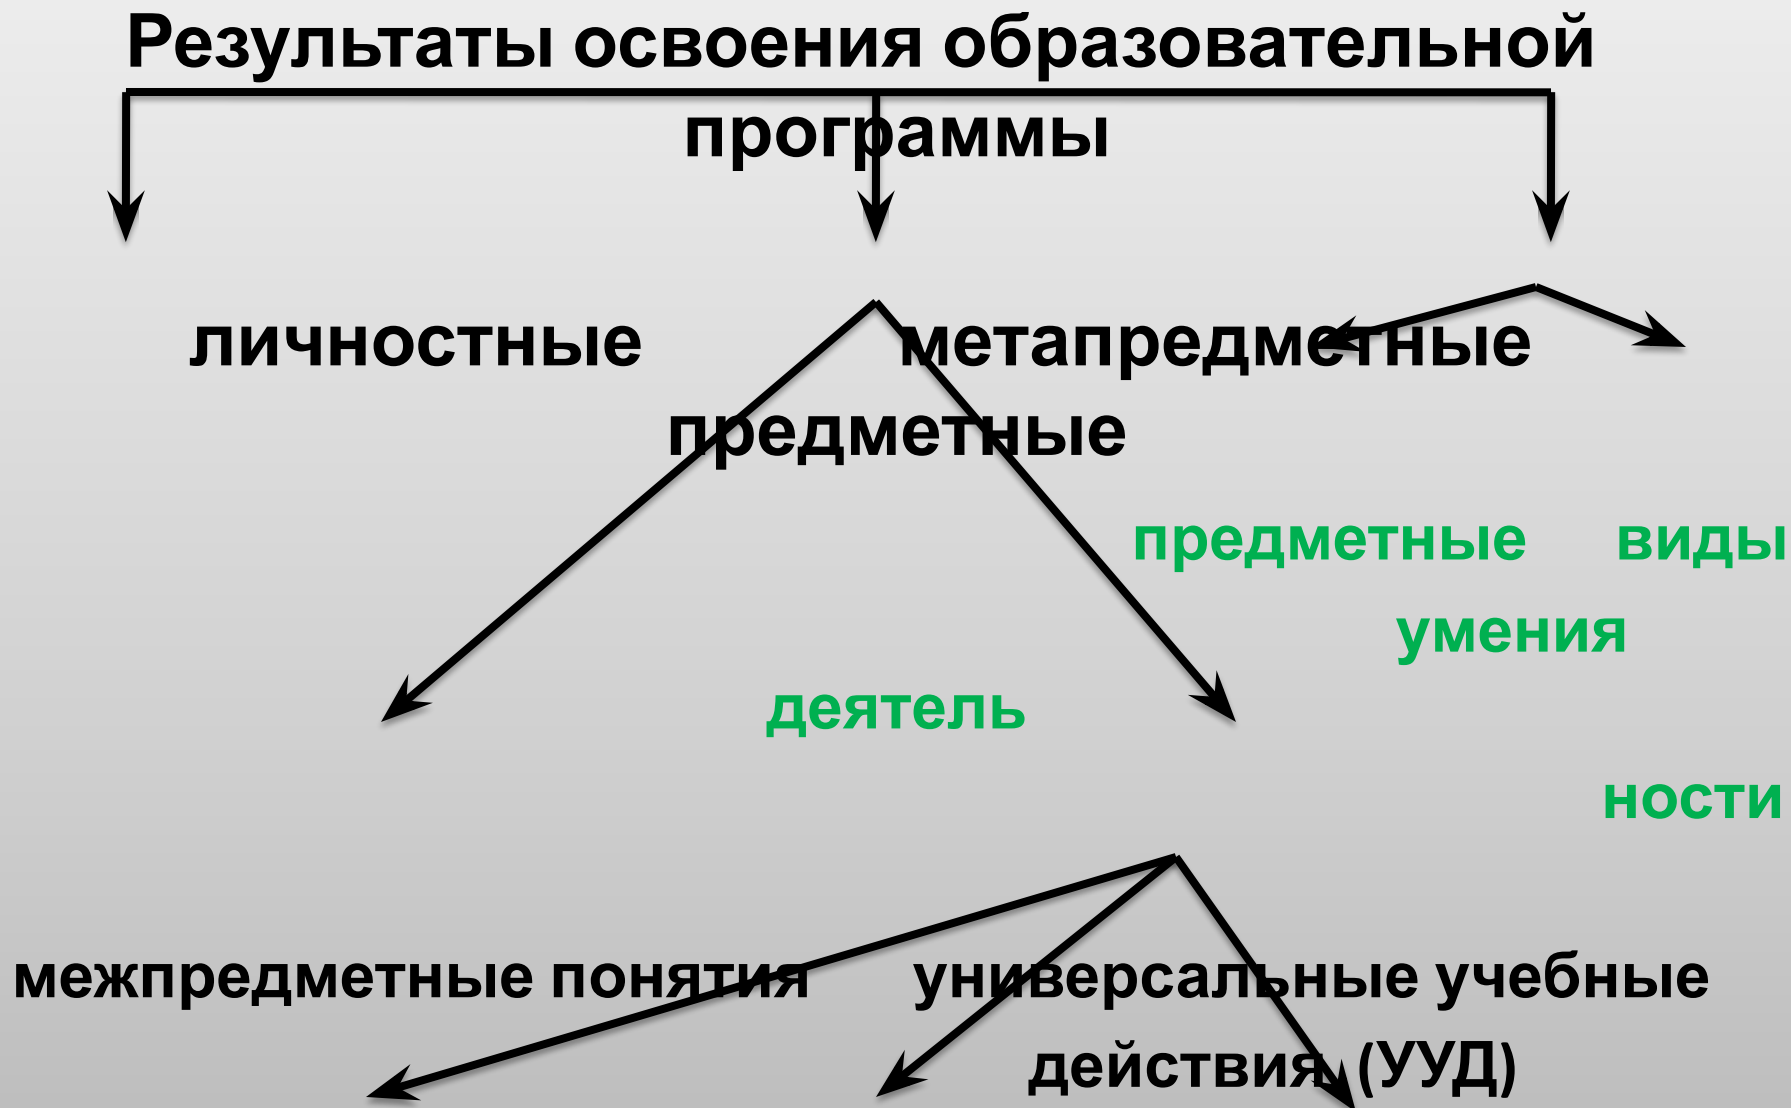 Результаты освоения образовательной
программы
личностные метапредметные
предметные
предметные виды
умения
деятель
ности
межпредметные понятия универсальные учебные
действия (УУД)